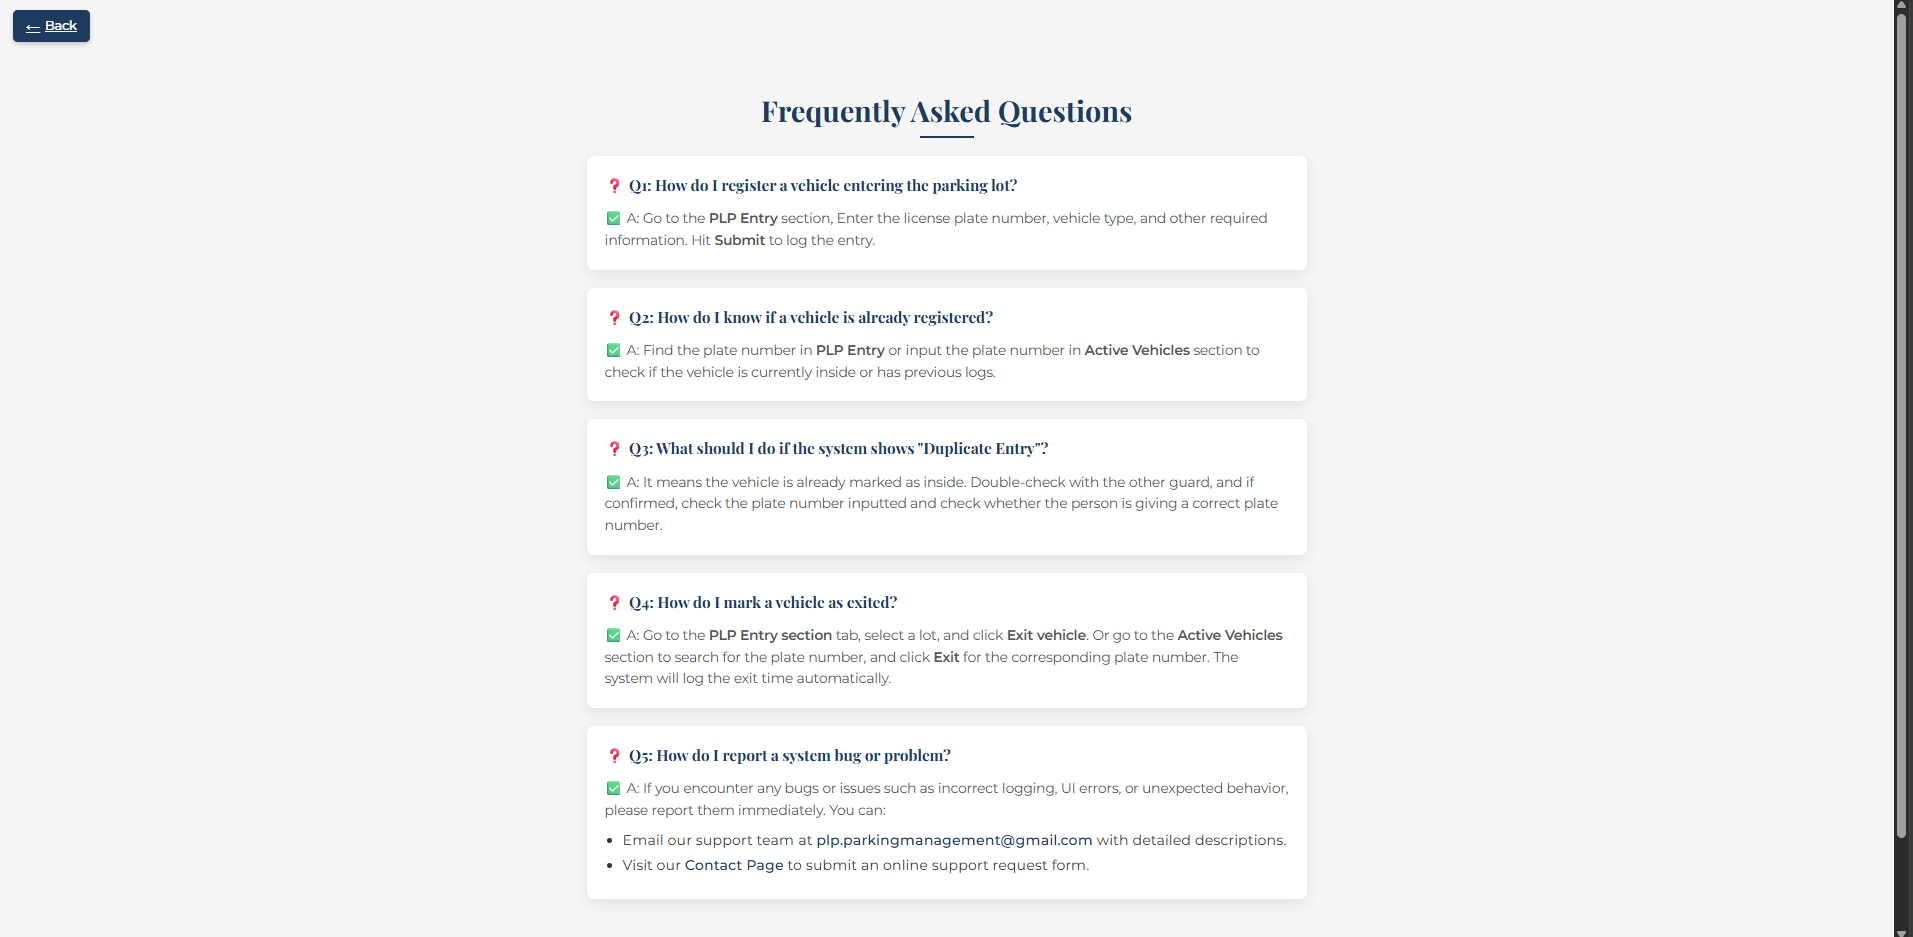 ← Back
Frequently Asked Questions
❓ Q1: How do I register a vehicle entering the parking lot?
✅ A: Go to the PLP Entry section, Enter the license plate number, vehicle type, and other required
information. Hit Submit to log the entry.
❓ Q2: How do I know if a vehicle is already registered?
✅ A: Find the plate number in PLP Entry or input the plate number in Active Vehicles section to
check if the vehicle is currently inside or has previous logs.
❓ Q3: What should I do if the system shows "Duplicate Entry"?
✅ A: It means the vehicle is already marked as inside. Double-check with the other guard, and if
confirmed, check the plate number inputted and check whether the person is giving a correct plate
number.
❓ Q4: How do I mark a vehicle as exited?
✅ A: Go to the PLP Entry section tab, select a lot, and click Exit vehicle. Or go to the Active Vehicles
section to search for the plate number, and click Exit for the corresponding plate number. The
system will log the exit time automatically.
❓ Q5: How do I report a system bug or problem?
✅ A: If you encounter any bugs or issues such as incorrect logging, UI errors, or unexpected behavior,
please report them immediately. You can:
• Email our support team at plp.parkingmanagement@gmail.com with detailed descriptions.
• Visit our Contact Page to submit an online support request form.